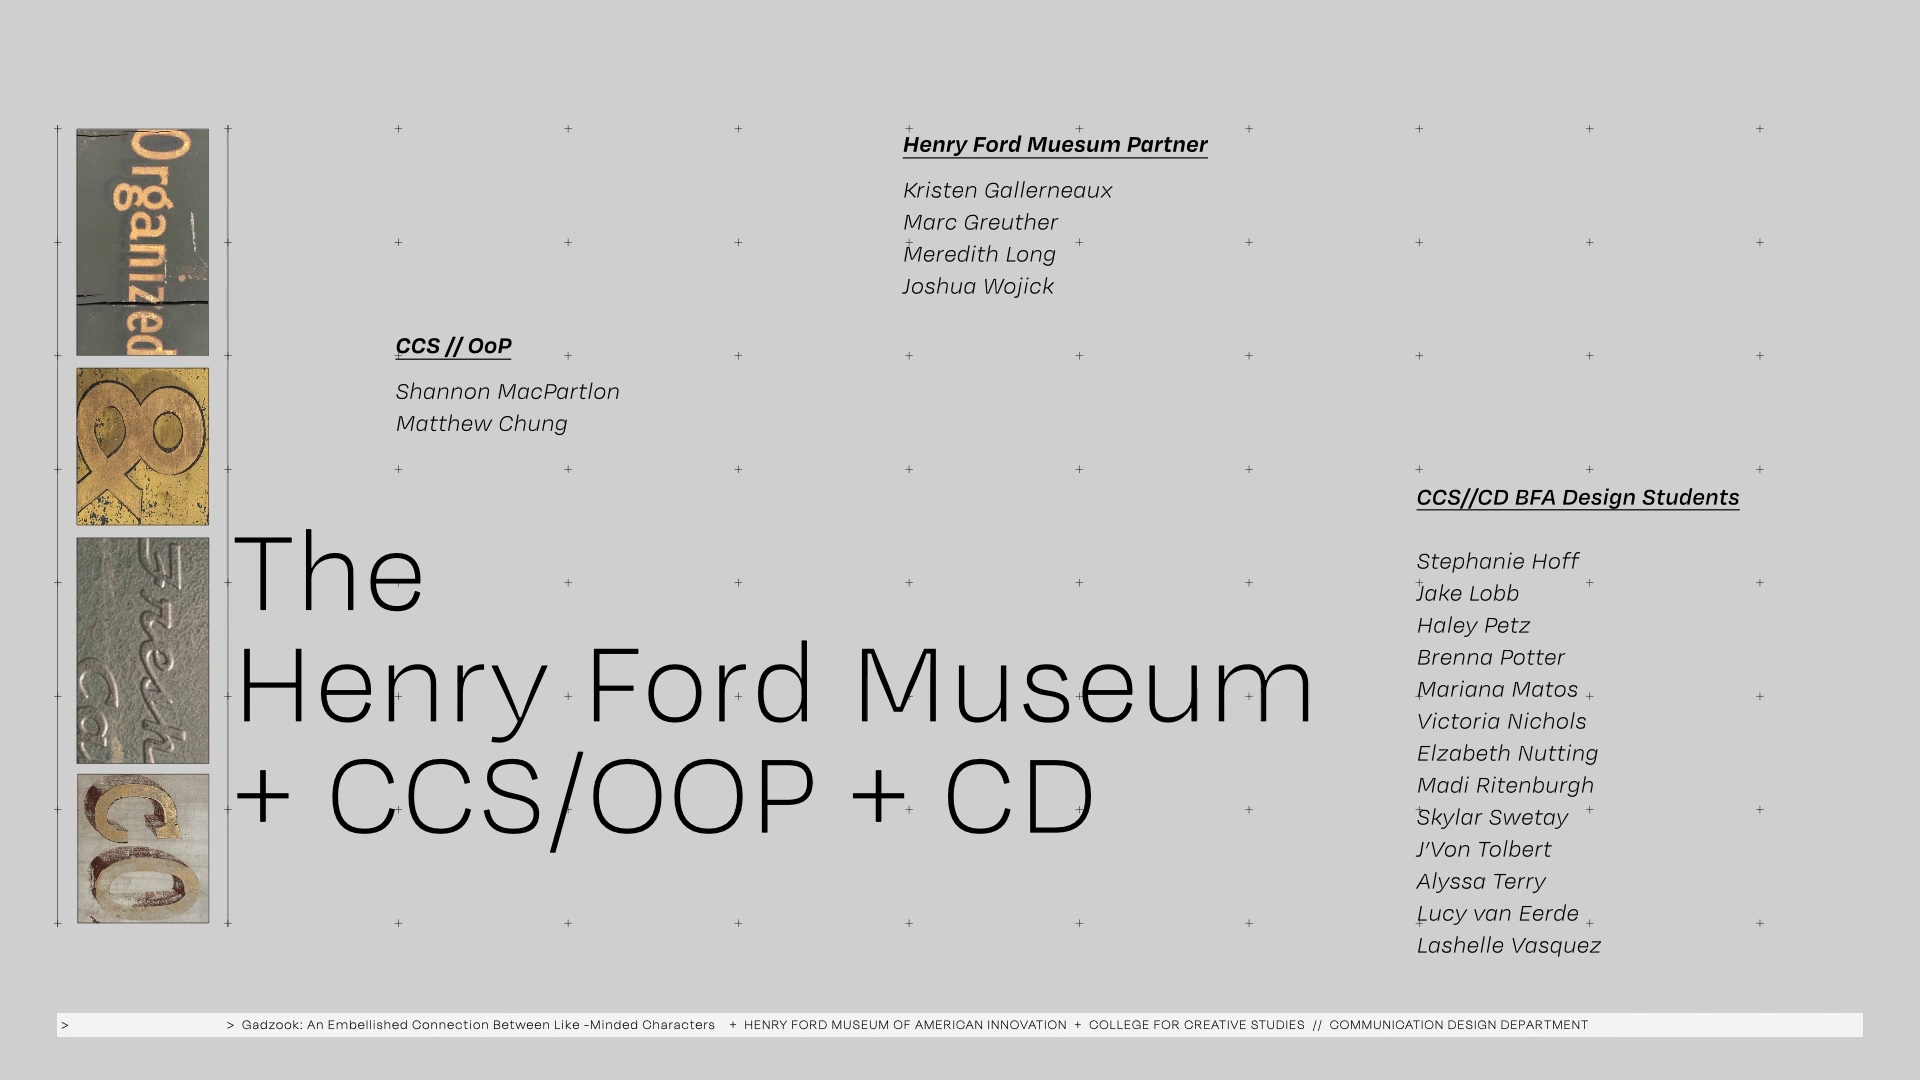 Organized
&
French
Co.
CO
Henry Ford Muesum Partner
Kristen Gallerneaux
Marc Greuther
Meredith Long
Joshua Wojick
CCS // OoP
Shannon MacPartlon
Matthew Chung
The
Henry Ford Museum
+ CCS/OOP + CD
CCS//CD BFA Design Students
Stephanie Hoff
Jake Lobb
Haley Petz
Brenna Potter
Mariana Matos
Victoria Nichols
Elzabeth Nutting
Madi Ritenburgh
Skylar Swetay
J’Von Tolbert
Alyssa Terry
Lucy van Eerde
Lashelle Vasquez
> > Gadzook: An Embellished Connection Between Like -Minded Characters + HENRY FORD MUSEUM OF AMERICAN INNOVATION + COLLEGE FOR CREATIVE STUDIES // COMMUNICATION DESIGN DEPARTMENT